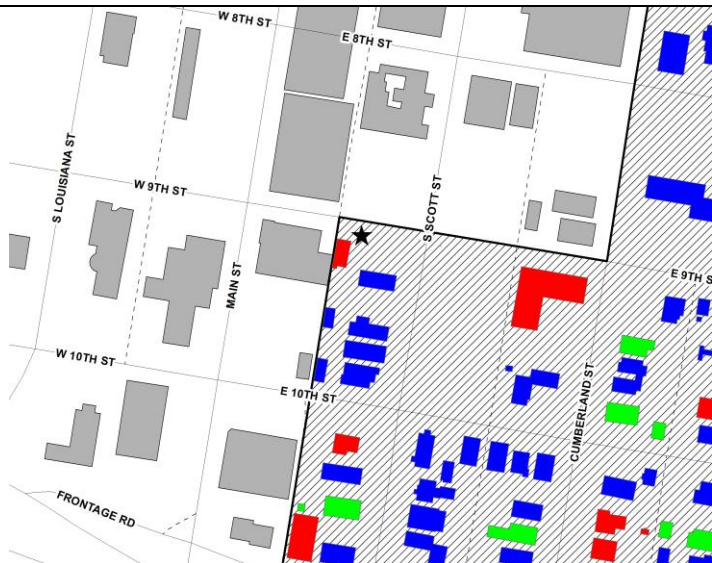 W 8TH ST
E 8TH ST
S LOUISIANA ST
W 9TH ST
S SCOTT ST
MAIN ST
E 9TH S
W 10TH ST
E 10TH ST
CUMBERLAND ST
FRONTAGE RD